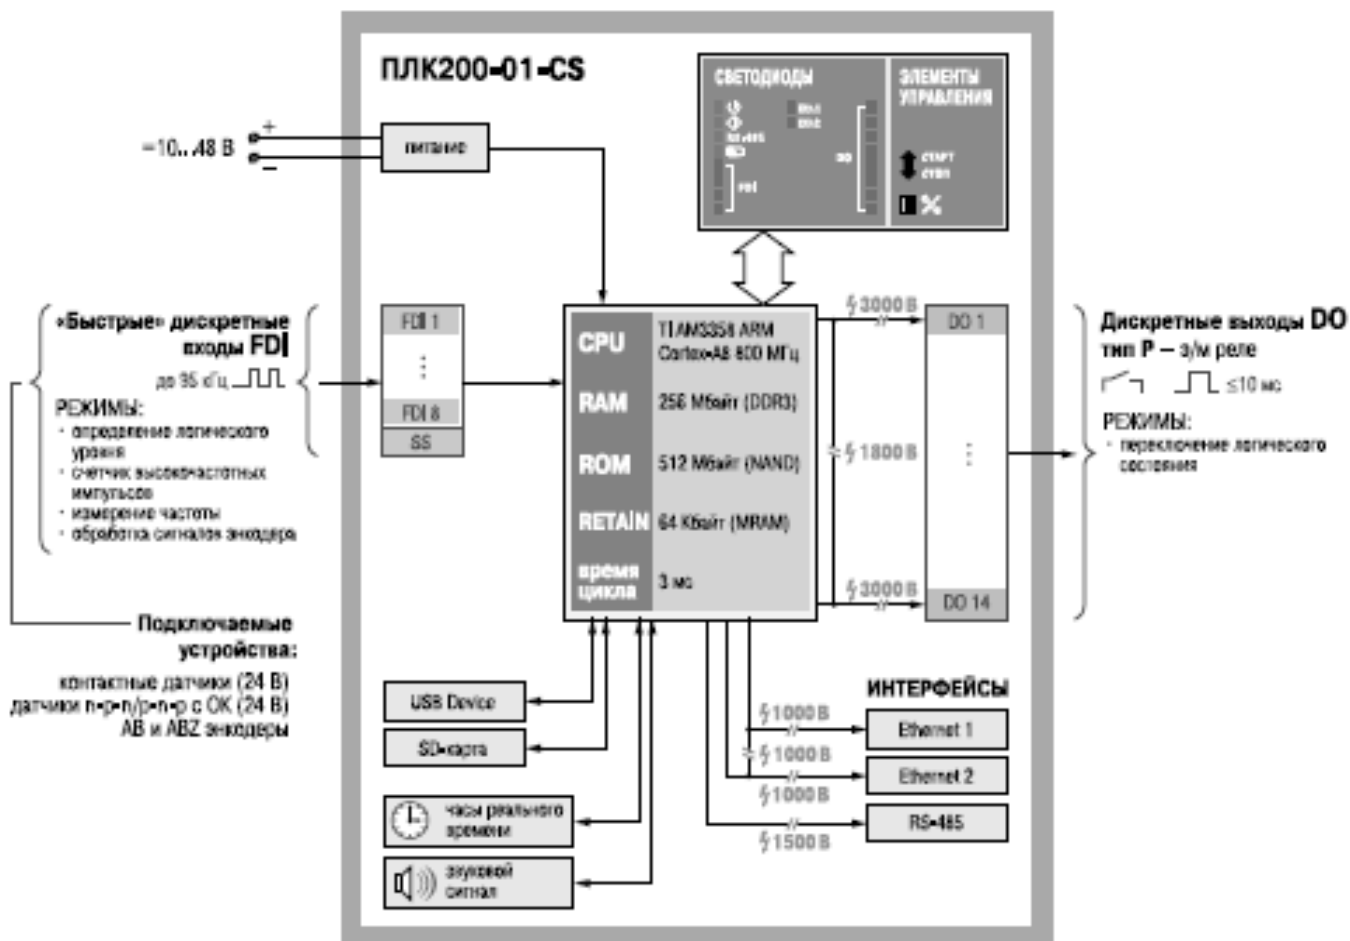 ПЛК200-01-CS
СВЕТОДИОДЫ
RS-485
FDI
DO
ЭЛЕМЕНТЫ
УПРАВЛЕНИЯ
СТАРТ
СТОП
=10...48 В
+
−
питание
«Быстрые» дискретные
входы FDI
до 95 кГц
РЕЖИМЫ:
· определение логического
уровня
· счетчик высокочастотных
импульсов
· измерение частоты
· обработка сигналов энкодера
Подключаемые
устройства:
контактные датчики (24 В)
датчики n-p-n/p-n-p с ОК (24 В)
AB и ABZ энкодеры
FDI 1
⋮
FDI 8
SS
CPU
TI AM3358 ARM
Cortex-A8 800 МГц
RAM
256 Мбайт (DDR3)
ROM
512 Мбайт (NAND)
RETAIN
64 Кбайт (MRAM)
время
цикла
3 мс
3000 В
1800 В
3000 В
DO 1
⋮
DO 14
Дискретные выходы DO
тип Р – э/м реле
≤10 мс
РЕЖИМЫ:
· переключение логического
состояния
USB Device
SD-карта
часы реального
времени
звуковой
сигнал
ИНТЕРФЕЙСЫ
1000 В
Ethernet 1
1000 В
Ethernet 2
1000 В
RS-485
1500 В